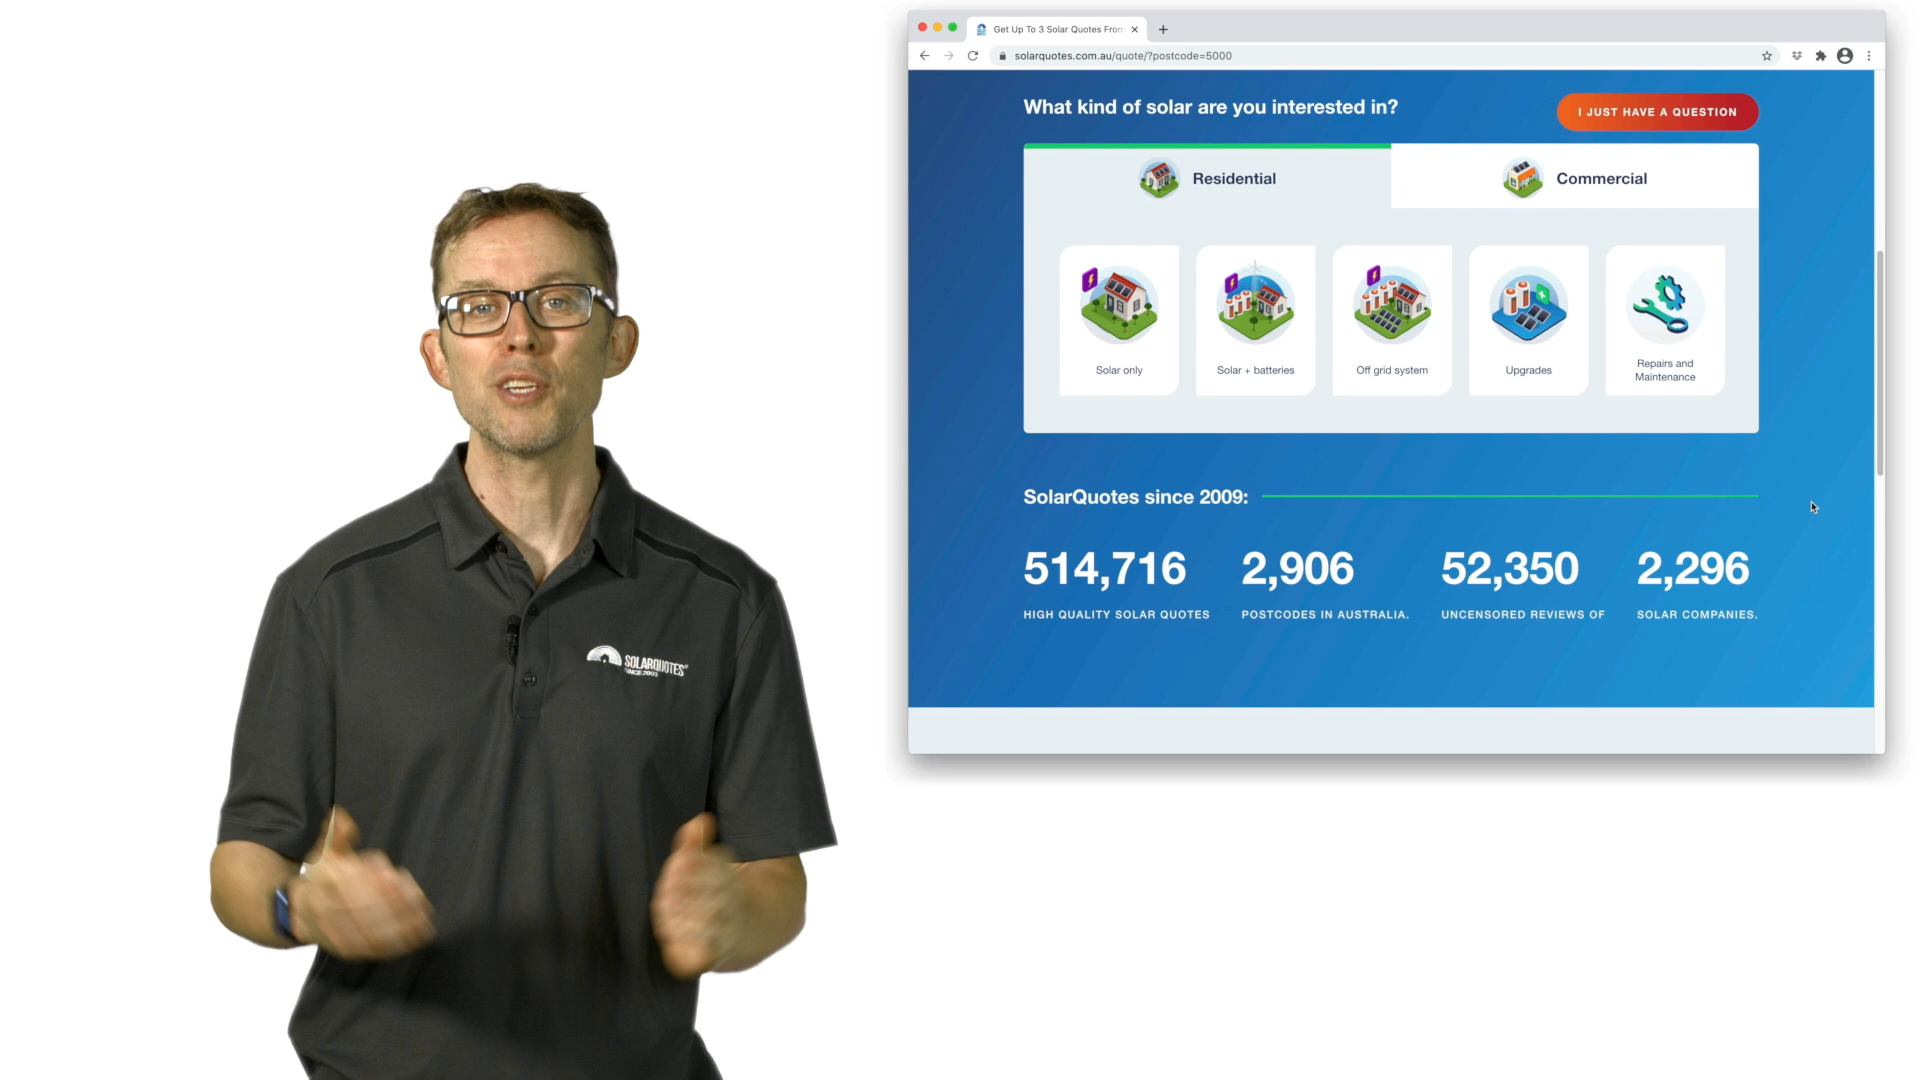 Get Up To 3 Solar Quotes From
solarquotes.com.au/quote/?postcode=5000
What kind of solar are you interested in?
I JUST HAVE A QUESTION
Residential
Commercial
Solar only
Solar + batteries
Off grid system
Upgrades
Repairs and
Maintenance
SolarQuotes since 2009:
514,716
2,906
52,350
2,296
HIGH QUALITY SOLAR QUOTES
POSTCODES IN AUSTRALIA.
UNCENSORED REVIEWS OF
SOLAR COMPANIES.
SOLARQUOTES®
SINCE 2009